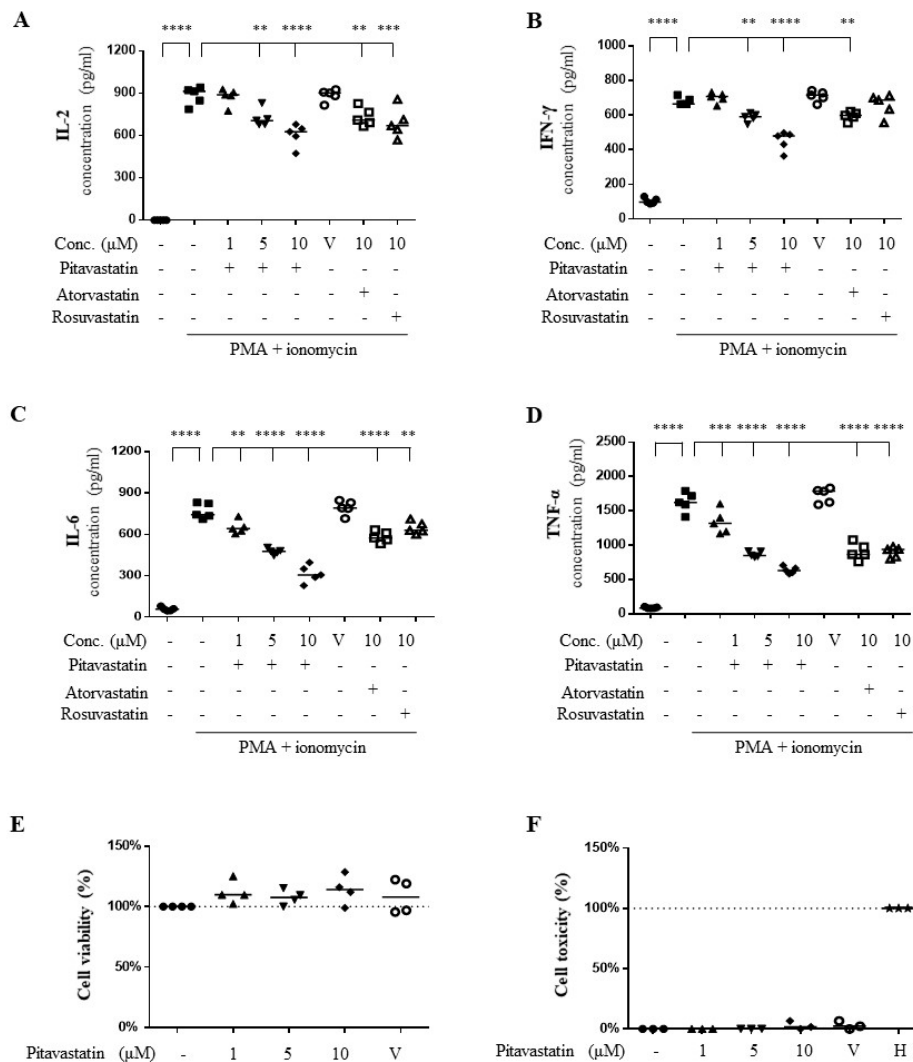 A
**** ** **** ** ***
1200
900
600
300
0
IL-2
concentration (pg/ml)
Conc. (µM) - - 1 5 10 V 10 10
Pitavastatin - - + + + - - -
Atorvastatin - - - - - - + -
Rosuvastatin - - - - - - - +
PMA + ionomycin
B
**** ** **** **
1000
800
600
400
200
0
IFN-γ
concentration (pg/ml)
Conc. (µM) - - 1 5 10 V 10 10
Pitavastatin - - + + + - - -
Atorvastatin - - - - - - + -
Rosuvastatin - - - - - - - +
PMA + ionomycin
C
**** ** **** **** **** **
1200
900
600
300
0
IL-6
concentration (pg/ml)
Conc. (µM) - - 1 5 10 V 10 10
Pitavastatin - - + + + - - -
Atorvastatin - - - - - - + -
Rosuvastatin - - - - - - - +
PMA + ionomycin
D
**** *** **** **** **** ****
2500
2000
1500
1000
500
0
TNF-α
concentration (pg/ml)
Conc. (µM) - - 1 5 10 V 10 10
Pitavastatin - - + + + - - -
Atorvastatin - - - - - - + -
Rosuvastatin - - - - - - - +
PMA + ionomycin
E
150%
100%
50%
0%
Cell viability (%)
Pitavastatin (µM) - 1 5 10 V
F
150%
100%
50%
0%
Cell toxicity (%)
Pitavastatin (µM) - 1 5 10 V H